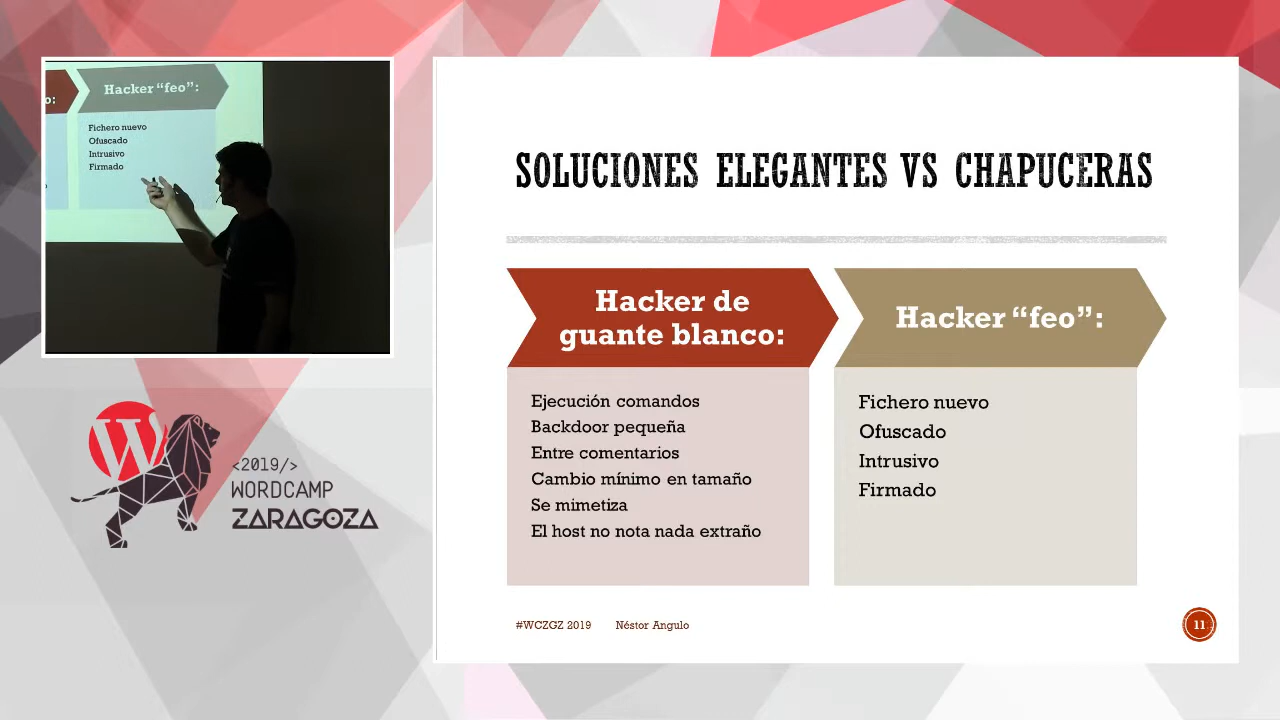 o:
Hacker “feo”:
Fichero nuevo
Ofuscado
Intrusivo
Firmado
<2019/>
WORDCAMP
ZARAGOZA
SOLUCIONES ELEGANTES VS CHAPUCERAS
Hacker de
guante blanco:
Ejecución comandos
Backdoor pequeña
Entre comentarios
Cambio mínimo en tamaño
Se mimetiza
El host no nota nada extraño
Hacker “feo”:
Fichero nuevo
Ofuscado
Intrusivo
Firmado
#WCZGZ 2019 Néstor Angulo
11